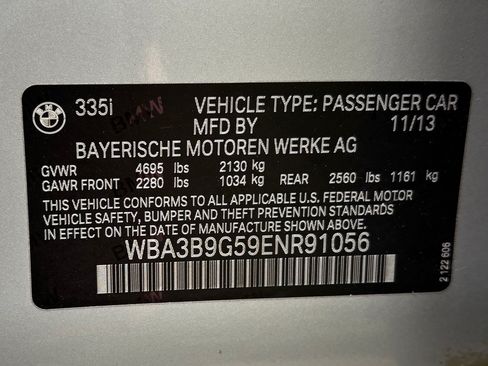 335i VEHICLE TYPE: PASSENGER CAR
MFD BY 11/13
BAYERISCHE MOTOREN WERKE AG
GVWR 4695 lbs 2130 kg
GAWR FRONT 2280 lbs 1034 kg REAR 2560 lbs 1161 kg
THIS VEHICLE CONFORMS TO ALL APPLICABLE U.S. FEDERAL MOTOR
VEHICLE SAFETY, BUMPER, AND THEFT PREVENTION STANDARDS IN
EFFECT ON THE DATE OF MANUFACTURE SHOWN ABOVE.
WBA3B9G59ENR91056
2 122 606